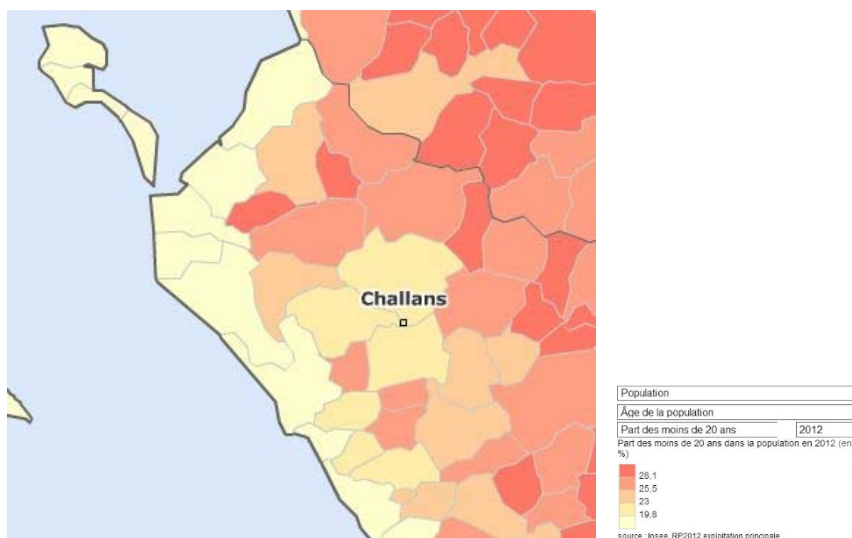 Challans
Population
Âge de la population
Part des moins de 20 ans
2012
Part des moins de 20 ans dans la population en 2012 (en
%)
28,1
25,5
23
19,8
source : Insee, RP2012 exploitation principale